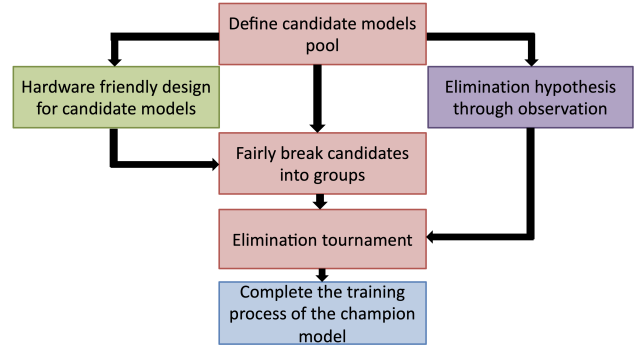 Define candidate models
pool
Hardware friendly design
for candidate models
Elimination hypothesis
through observation
Fairly break candidates
into groups
Elimination tournament
Complete the training
process of the champion
model